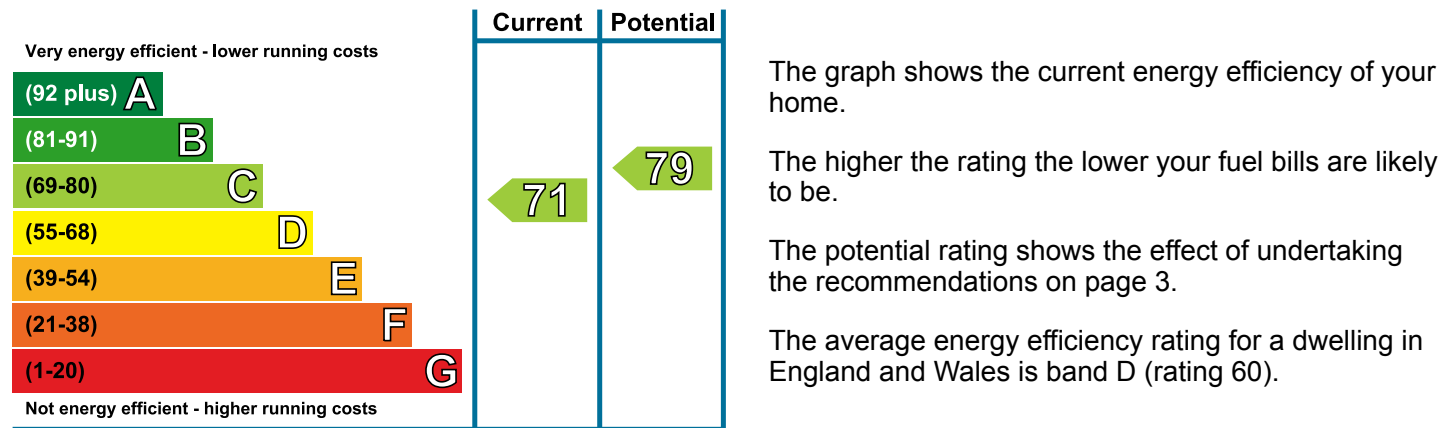 Current Potential
Very energy efficient - lower running costs
(92 plus) A
(81-91) B
(69-80) C
(55-68) D
(39-54) E
(21-38) F
(1-20) G
Not energy efficient - higher running costs
71
79
The graph shows the current energy efficiency of your
home.
The higher the rating the lower your fuel bills are likely
to be.
The potential rating shows the effect of undertaking
the recommendations on page 3.
The average energy efficiency rating for a dwelling in
England and Wales is band D (rating 60).